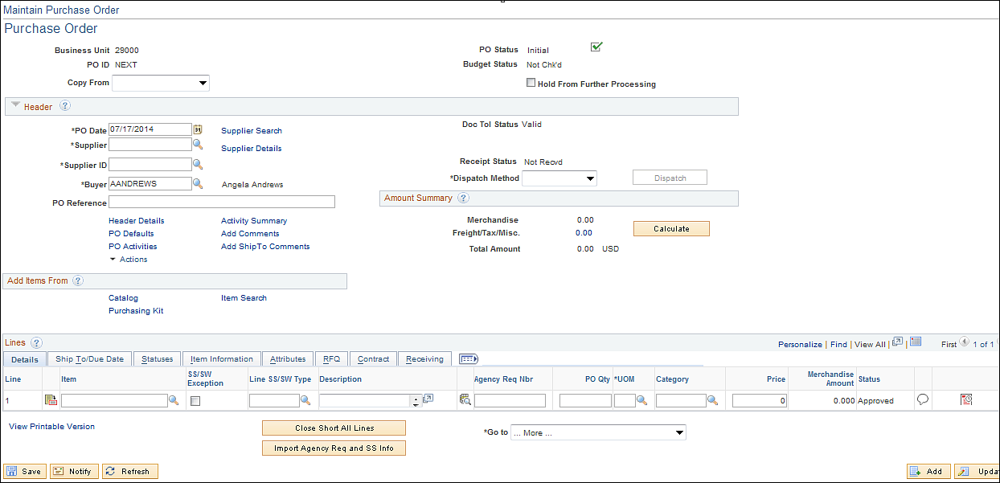 Maintain Purchase Order
Purchase Order
Business Unit 29000
PO Status Initial
PO ID NEXT
Budget Status Not Chk'd
Copy From
Hold From Further Processing
Header ?
*PO Date 07/17/2014 31 Supplier Search
Doc Tol Status Valid
*Supplier Supplier Details
*Supplier ID
Receipt Status Not Recvd
*Dispatch Method Dispatch
*Buyer AANDREWS Angela Andrews
PO Reference
Amount Summary ?
Header Details Activity Summary
Merchandise 0.00
PO Defaults Add Comments
Freight/Tax/Misc. 0.00 Calculate
PO Activities Add ShipTo Comments
Total Amount 0.00 USD
Actions
Add Items From ?
Catalog Item Search
Purchasing Kit
Lines ?
Personalize | Find | View All | | First 1 of 1
Details Ship To/Due Date Statuses Item Information Attributes RFQ Contract Receiving
Line Item SS/SW Exception Line SS/SW Type Description Agency Req Nbr PO Qty *UOM Category Price Merchandise Amount Status
1 0 0.000 Approved
View Printable Version
Close Short All Lines
*Go to ... More ...
Import Agency Req and SS Info
Save Notify Refresh Add